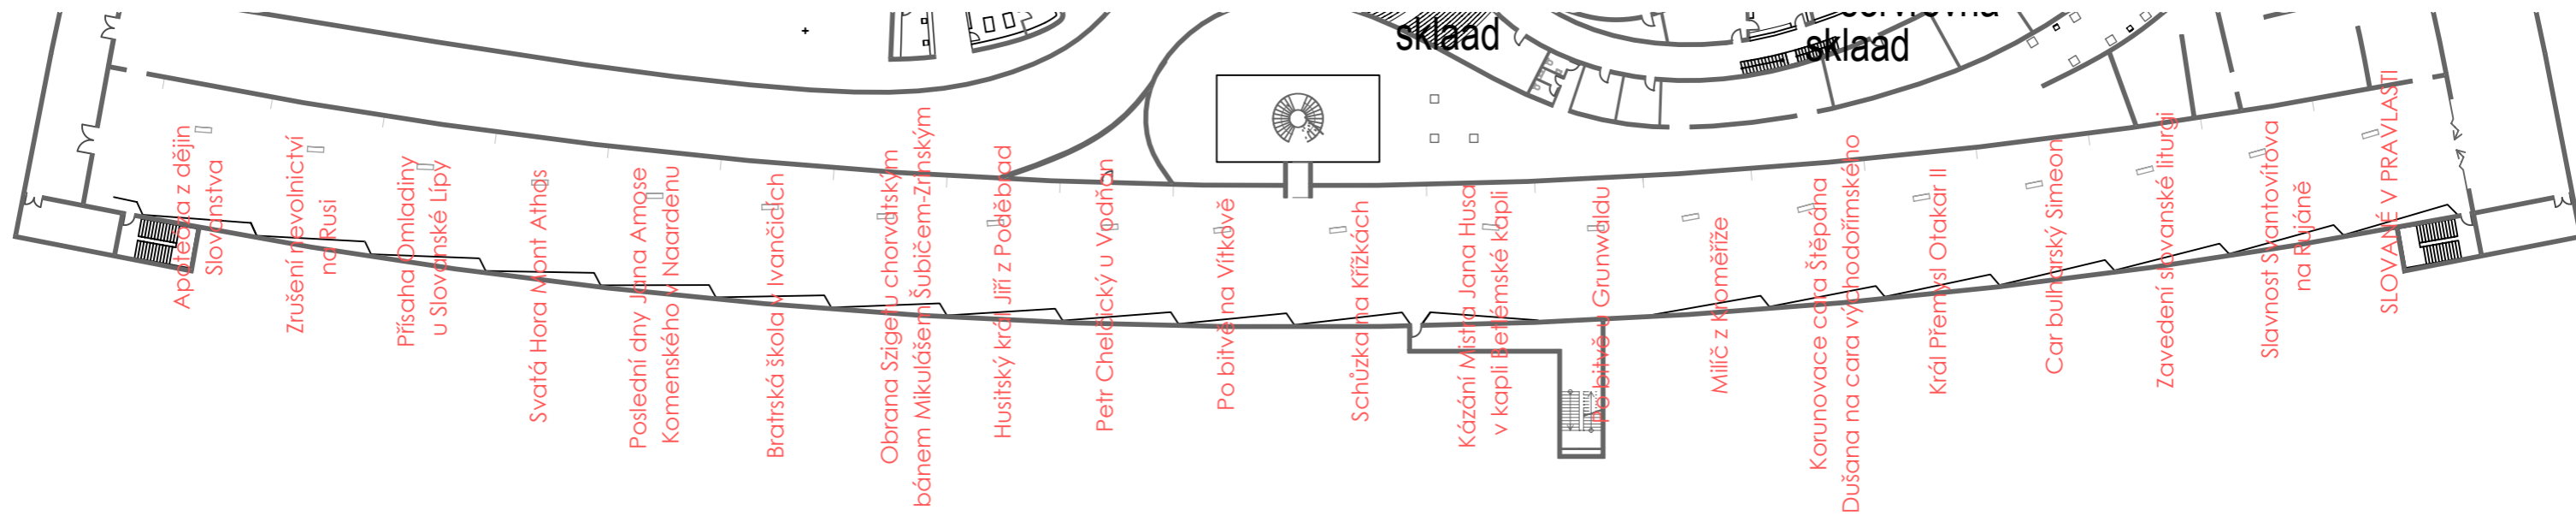 sklaad
sklaad
Apoteóza z dějin
Slovanstva
Zrušení nevolnictví
na Rusi
Přísaha Omladiny
u Slovanské Lípy
Svatá Hora Mont Athos
Poslední dny Jana Amose
Komenského v Naardenu
Bratrská škola v Ivančicích
Obrana Szigetu chorvatským
bánem Mikulášem Šubičem-Zrinským
Husitský král Jiří z Poděbrad
Petr Chelčický u Vodňan
Po bitvě na Vítkově
Schůzka na Křížkách
Kázání Mistra Jana Husa
v kapli Betlémské kapli
Po bitvě u Grunwaldu
Milíč z Kroměříže
Korunovace cara Štěpána
Dušana na cara východořímského
Král Přemysl Otakar II
Car bulharský Simeon
Zavedení slovanské liturgi
Slavnost Svantovítova
na Rujáně
SLOVANÉ V PRAVLASTI